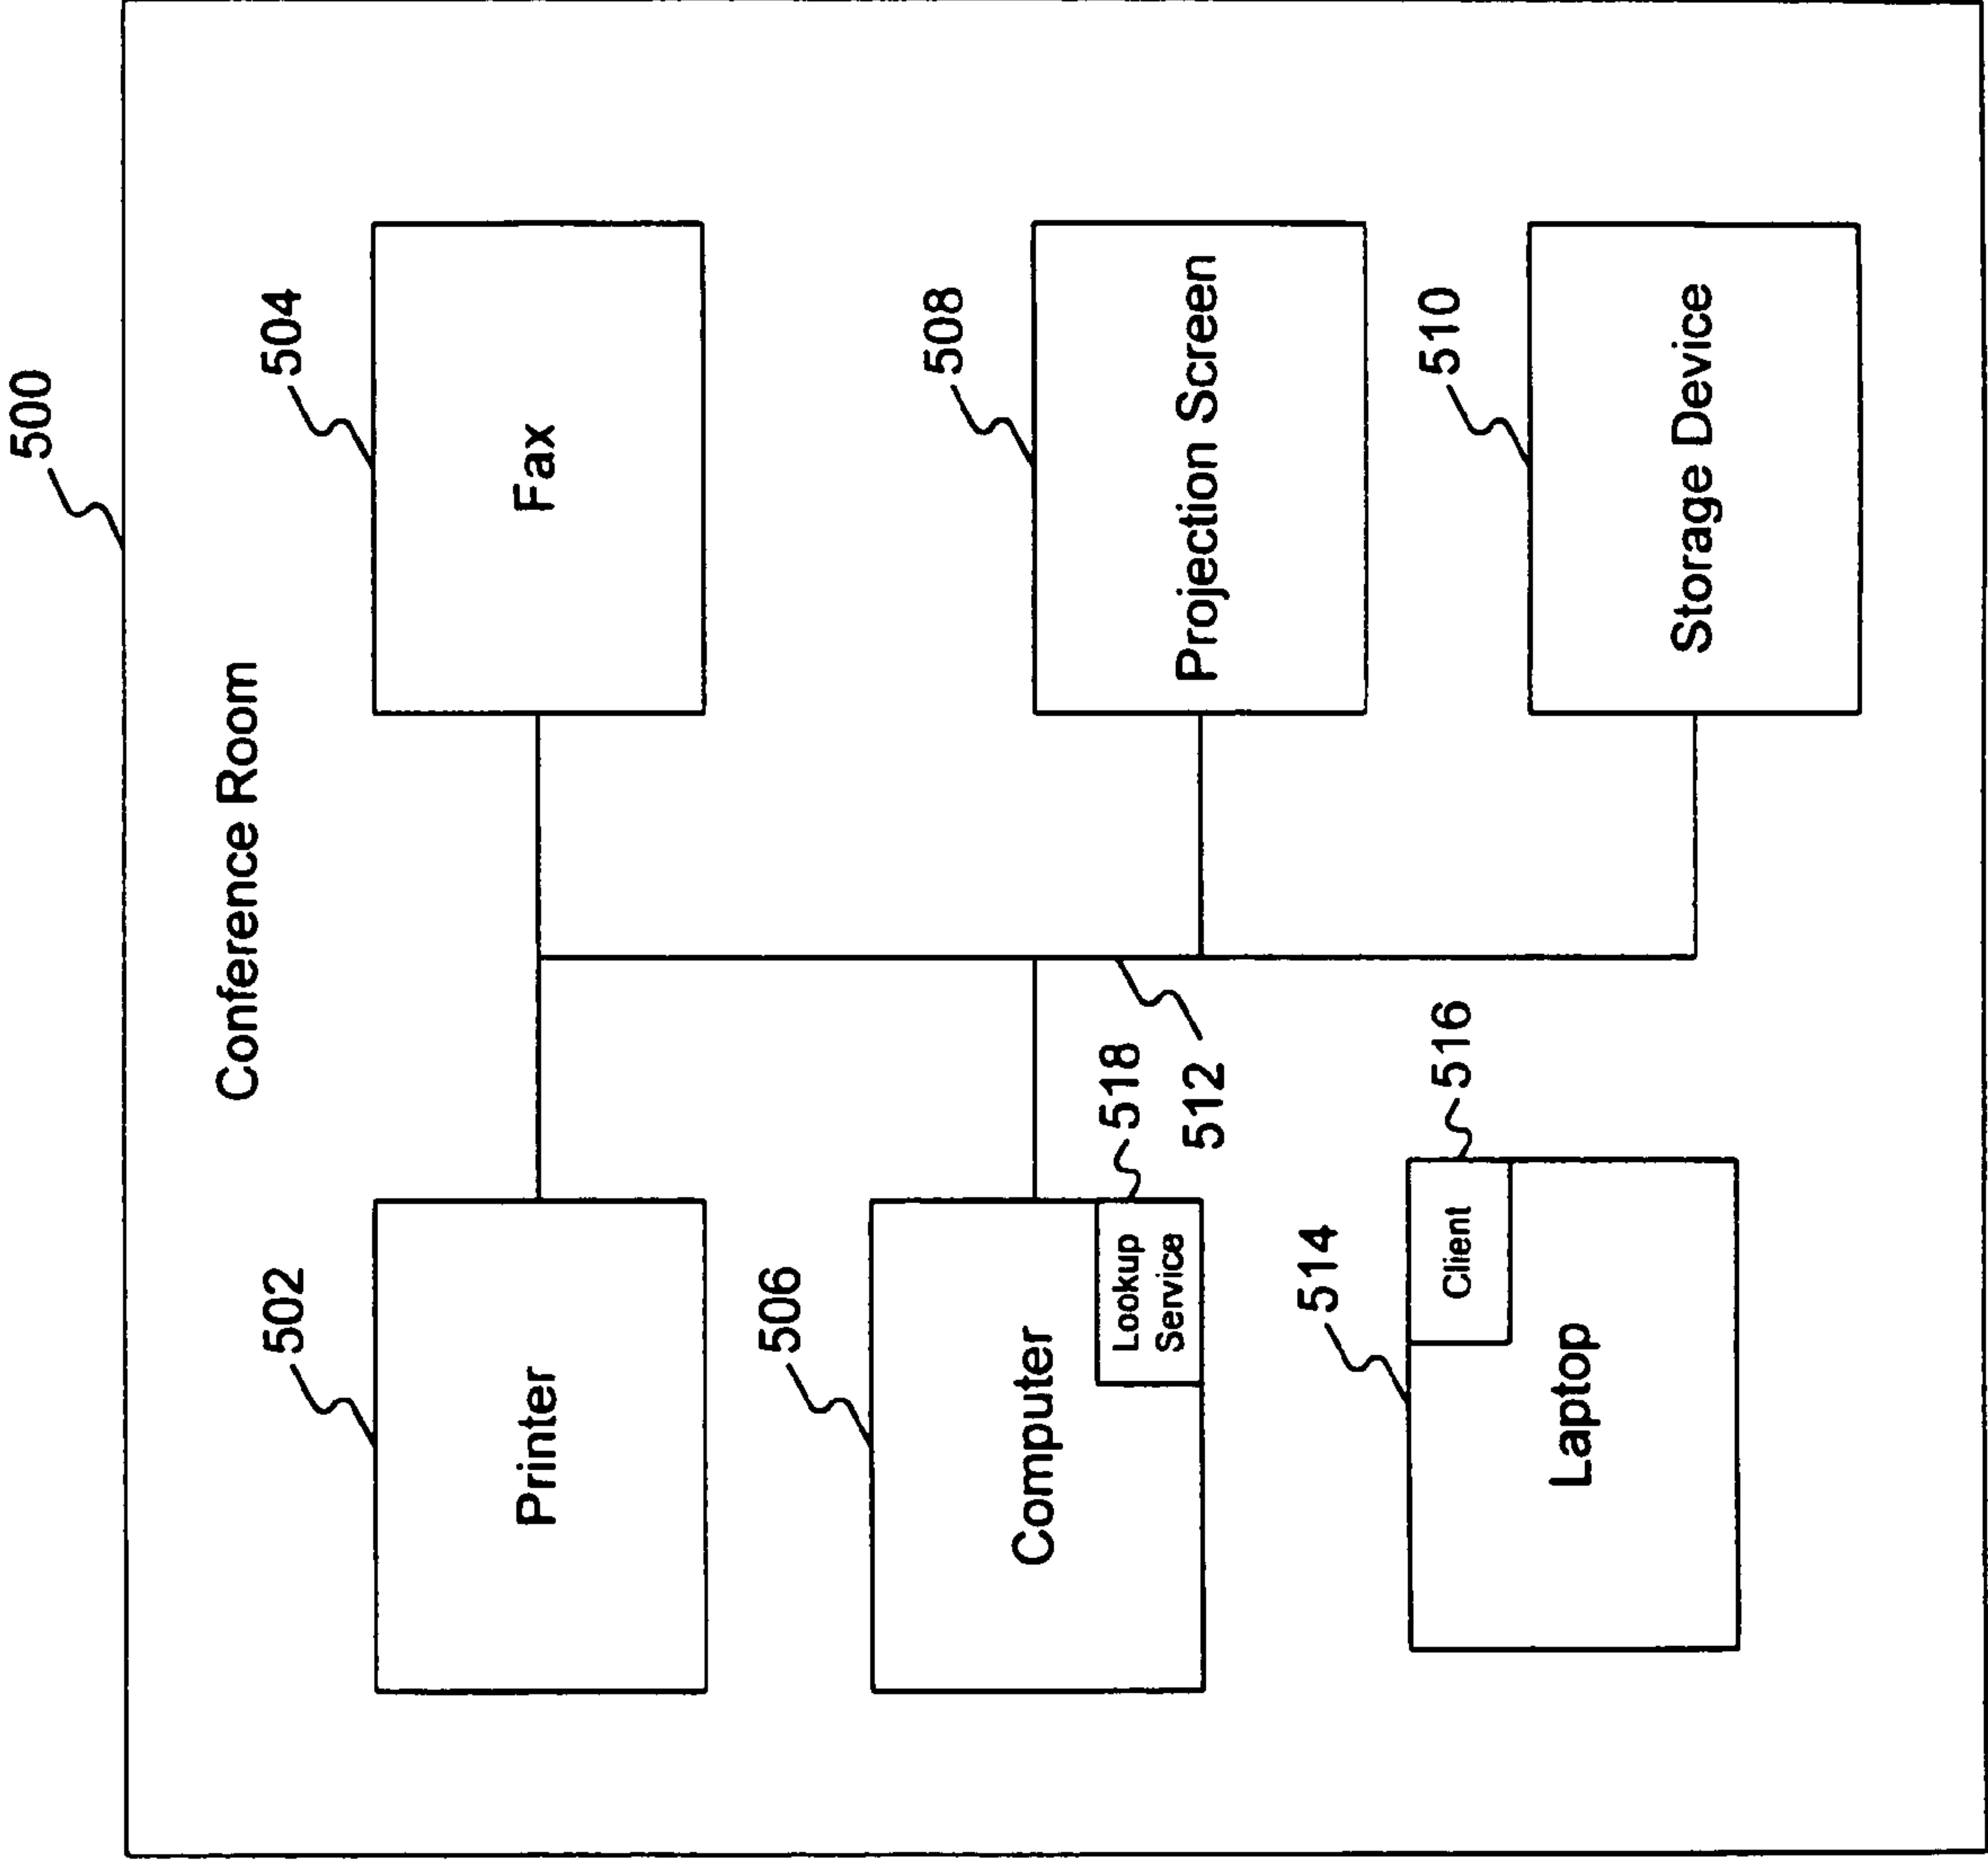 500
Conference Room
502
Printer
504
Fax
506
Computer
Lookup
Service
518
512
508
Projection Screen
514
Laptop
Client
516
510
Storage Device